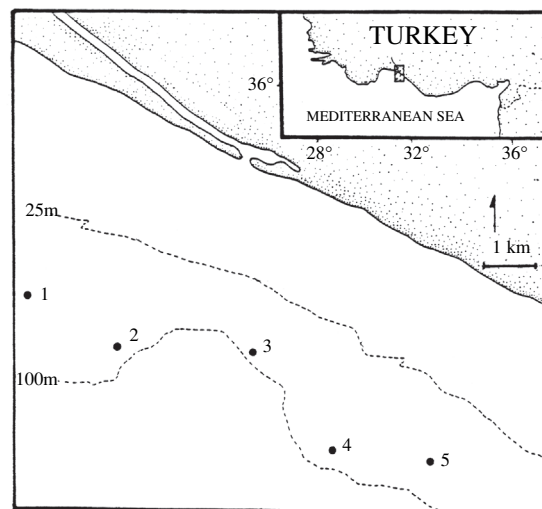 TURKEY
36°
MEDITERRANEAN SEA
28° 32° 36°
25m
1 km
1
2
3
100m
4
5